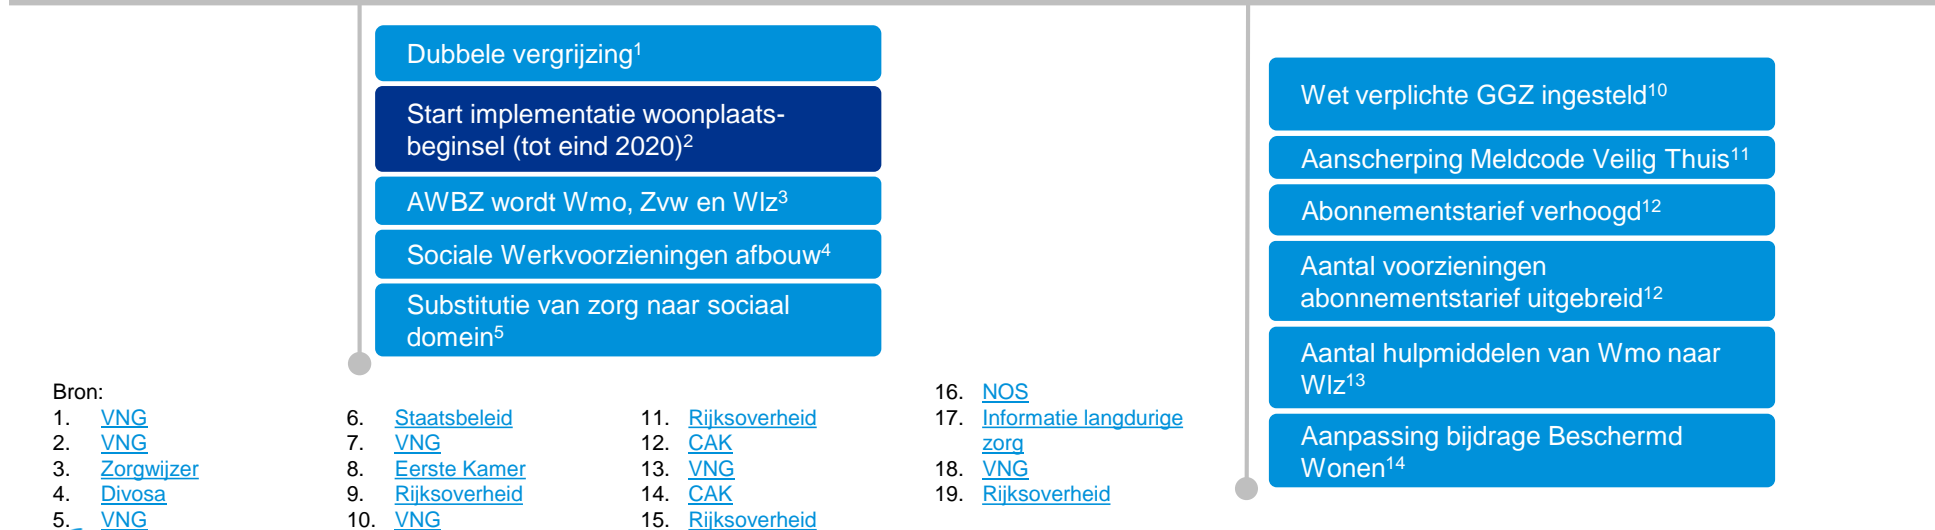 Dubbele vergrijzing¹
Start implementatie woonplaats-
beginsel (tot eind 2020)²
AWBZ wordt Wmo, Zvw en Wlz³
Sociale Werkvoorzieningen afbouw⁴
Substitutie van zorg naar sociaal
domein⁵
Wet verplichte GGZ ingesteld¹⁰
Aanscherping Meldcode Veilig Thuis¹¹
Abonnementstarief verhoogd¹²
Aantal voorzieningen
abonnementstarief uitgebreid¹²
Aantal hulpmiddelen van Wmo naar
Wlz¹³
Aanpassing bijdrage Beschermd
Wonen¹⁴
Bron:
1. VNG
2. VNG
3. Zorgwijzer
4. Divosa
5. VNG
6. Staatsbeleid
7. VNG
8. Eerste Kamer
9. Rijksoverheid
10. VNG
11. Rijksoverheid
12. CAK
13. VNG
14. CAK
15. Rijksoverheid
16. NOS
17. Informatie langdurige
zorg
18. VNG
19. Rijksoverheid